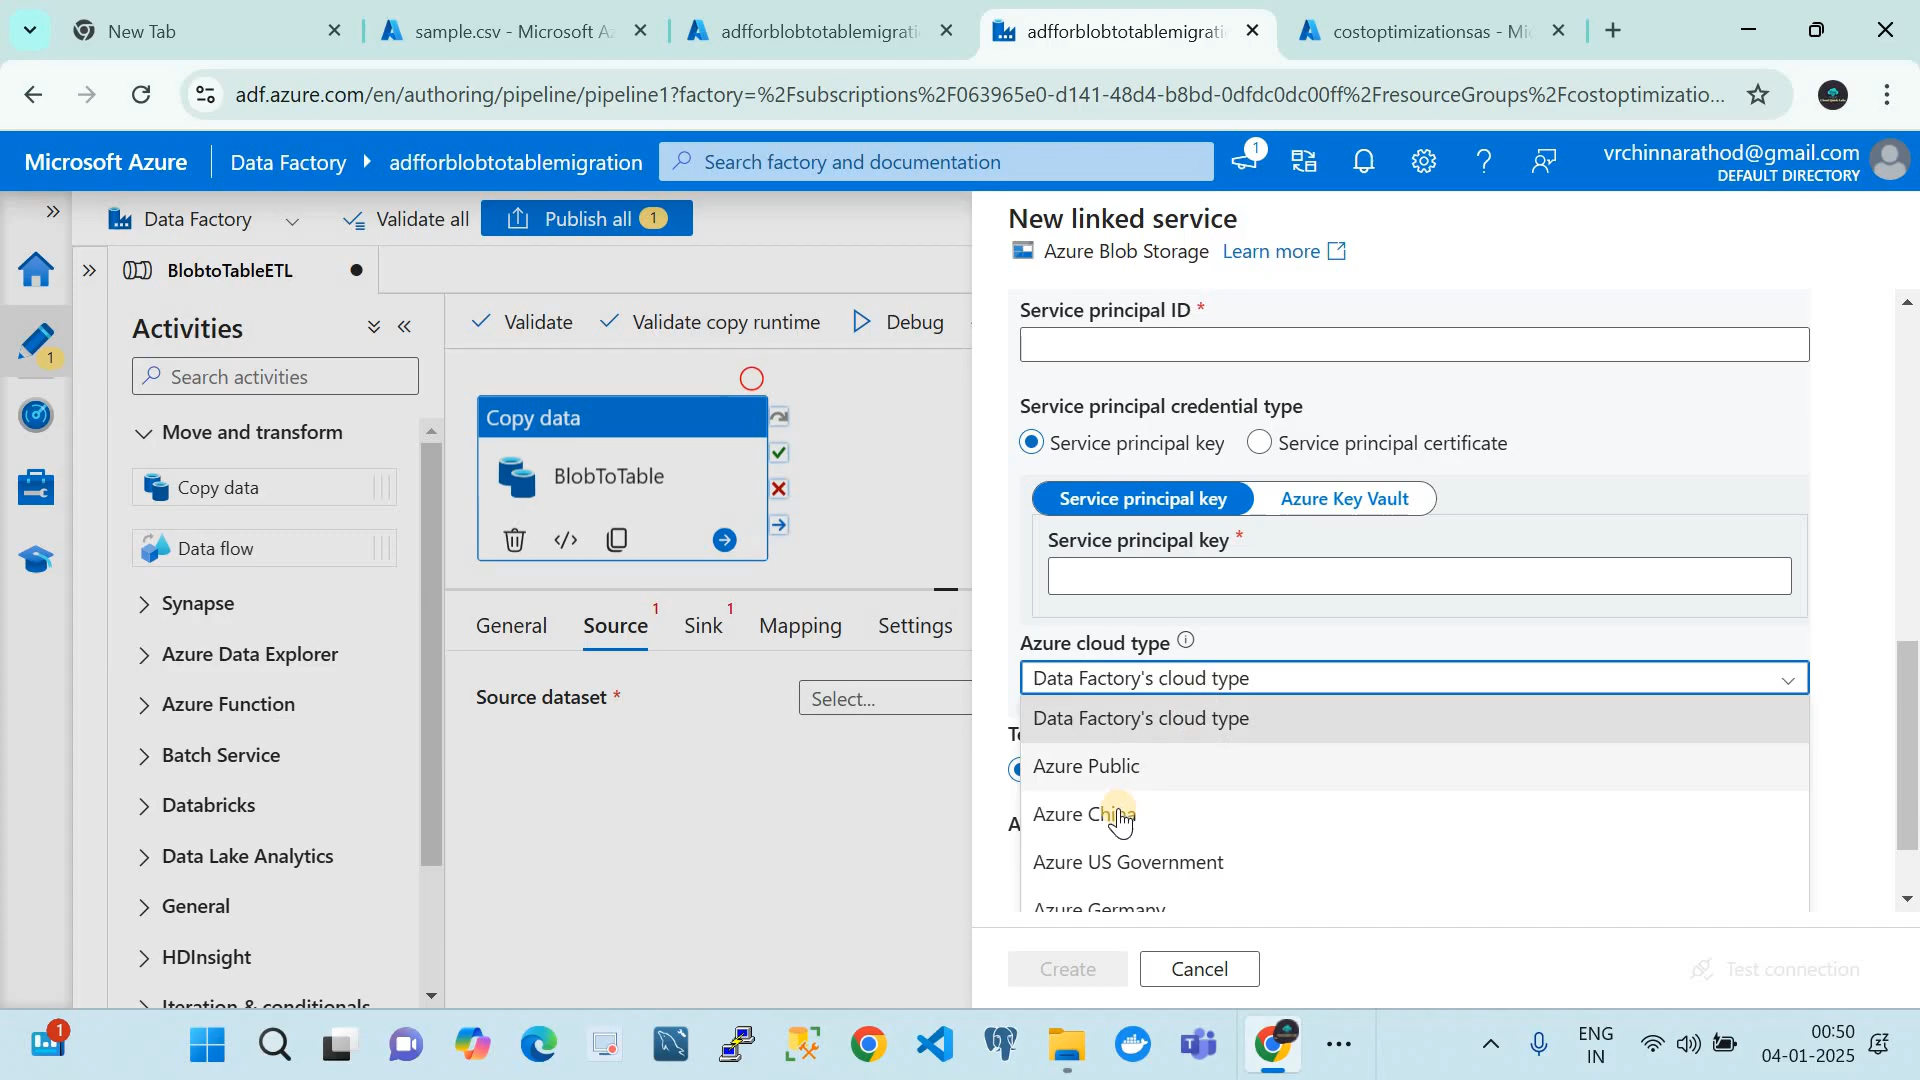 New Tab
sample.csv - Microsoft Az
adfforblobtotablemigrati
adfforblobtotablemigrati
costoptimizationsas - Mic
adf.azure.com/en/authoring/pipeline/pipeline1?factory=%2Fsubscriptions%2F063965e0-d141-48d4-b8bd-0dfdc0dc00ff%2FresourceGroups%2Fcostoptimizatio...
Microsoft Azure
Data Factory
adfforblobtotablemigration
Search factory and documentation
1
vrchinnarathod@gmail.com
DEFAULT DIRECTORY
Data Factory
Validate all
Publish all
1
BlobtoTableETL
1
Activities
Search activities
Move and transform
Copy data
Data flow
Synapse
Azure Data Explorer
Azure Function
Batch Service
Databricks
Data Lake Analytics
General
HDInsight
Iteration & conditionals
Validate
Validate copy runtime
Debug
Copy data
BlobToTable
General
Source
1
Sink
1
Mapping
Settings
Source dataset *
Select...
New linked service
Azure Blob Storage
Learn more
Service principal ID *
Service principal credential type
Service principal key
Service principal certificate
Service principal key
Azure Key Vault
Service principal key *
Azure cloud type
Data Factory's cloud type
Data Factory's cloud type
Azure Public
Azure China
Azure US Government
Azure Germany
Create
Cancel
Test connection
1
ENG
IN
00:50
04-01-2025